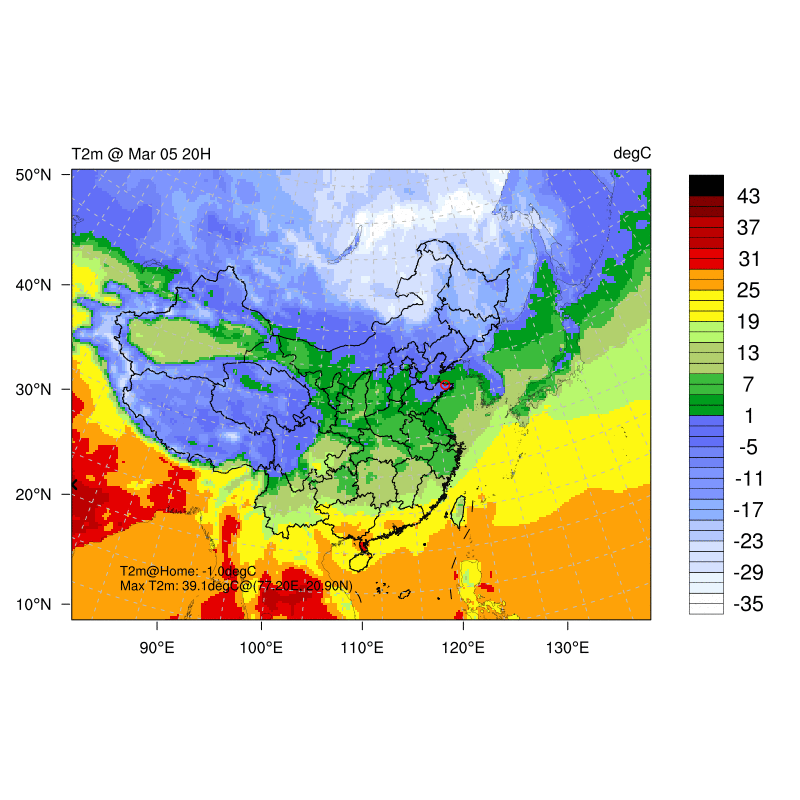 T2m @ Mar 05 20H
degC
50°N
40°N
30°N
20°N
10°N
90°E
100°E
110°E
120°E
130°E
T2m@Home: -1.0degC
Max T2m: 39.1degC@(77.20E, 20.90N)
43
37
31
25
19
13
7
1
-5
-11
-17
-23
-29
-35